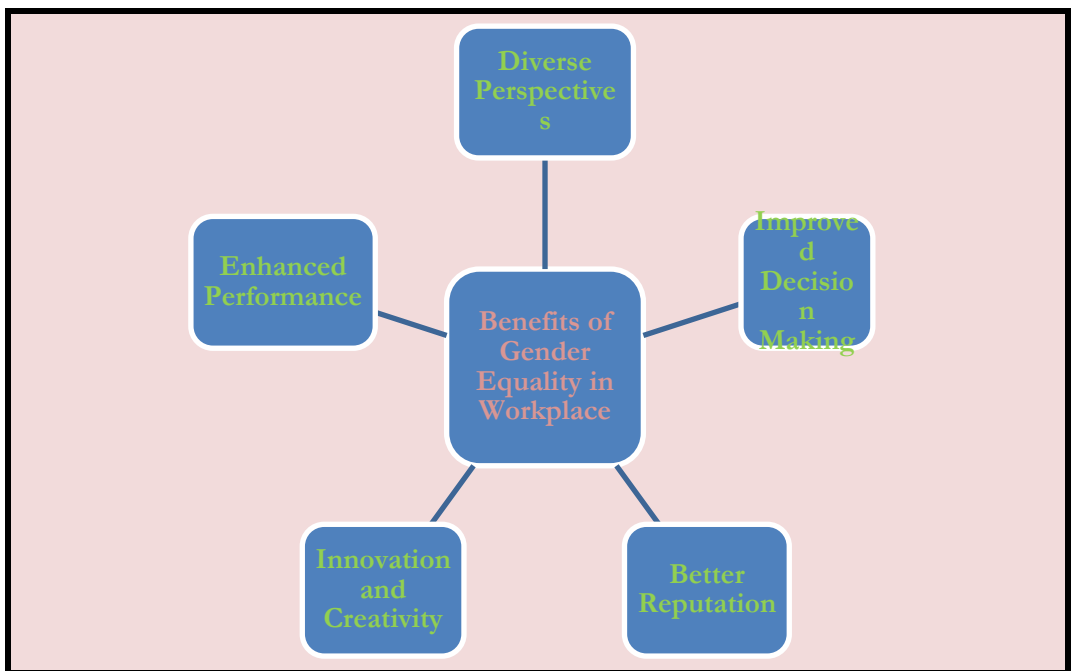 Diverse
Perspective
s
Improve
d
Decisio
n
Making
Enhanced
Performance
Benefits of
Gender
Equality in
Workplace
Innovation
and
Creativity
Better
Reputation